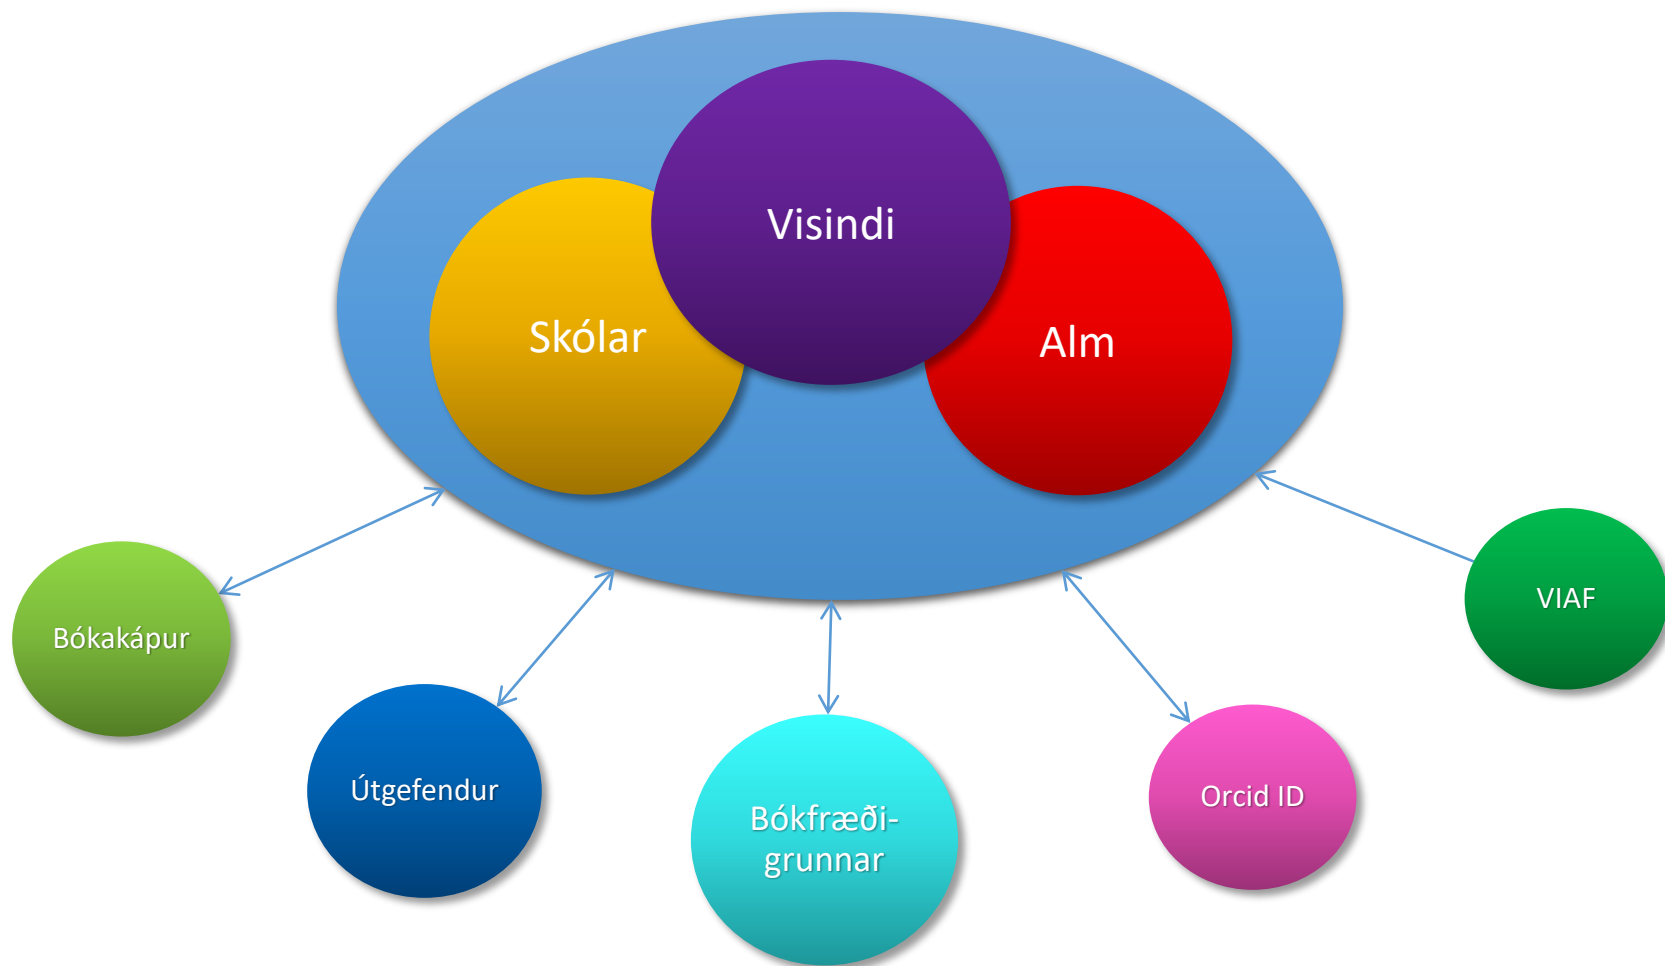 Visindi
Skólar
Alm
VIAF
Bókakápur
Útgefendur
Bókfræði-
grunnar
Orcid ID